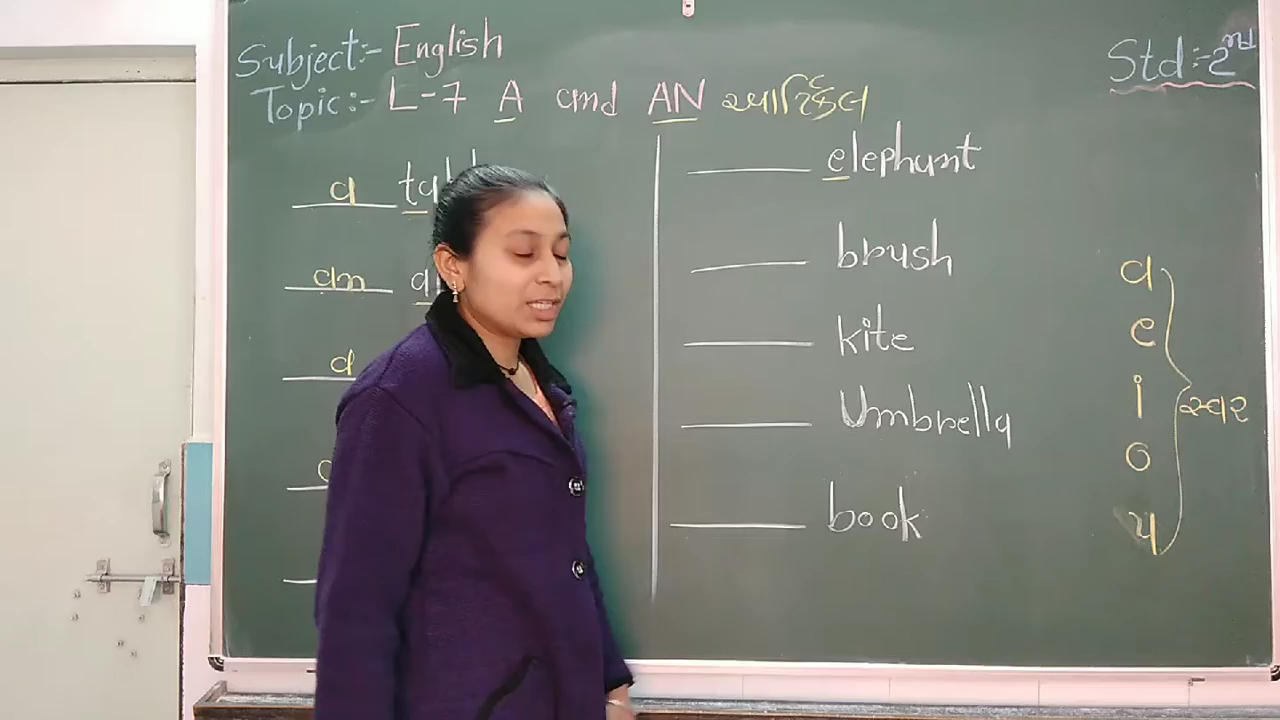 Subject:- English
Std:-2nd
Topic:- L-7 A and AN આર્ટિકલ
a
an
a
elephant
brush
kite
Umbrella
book
a
e
i
o
u
સ્વર